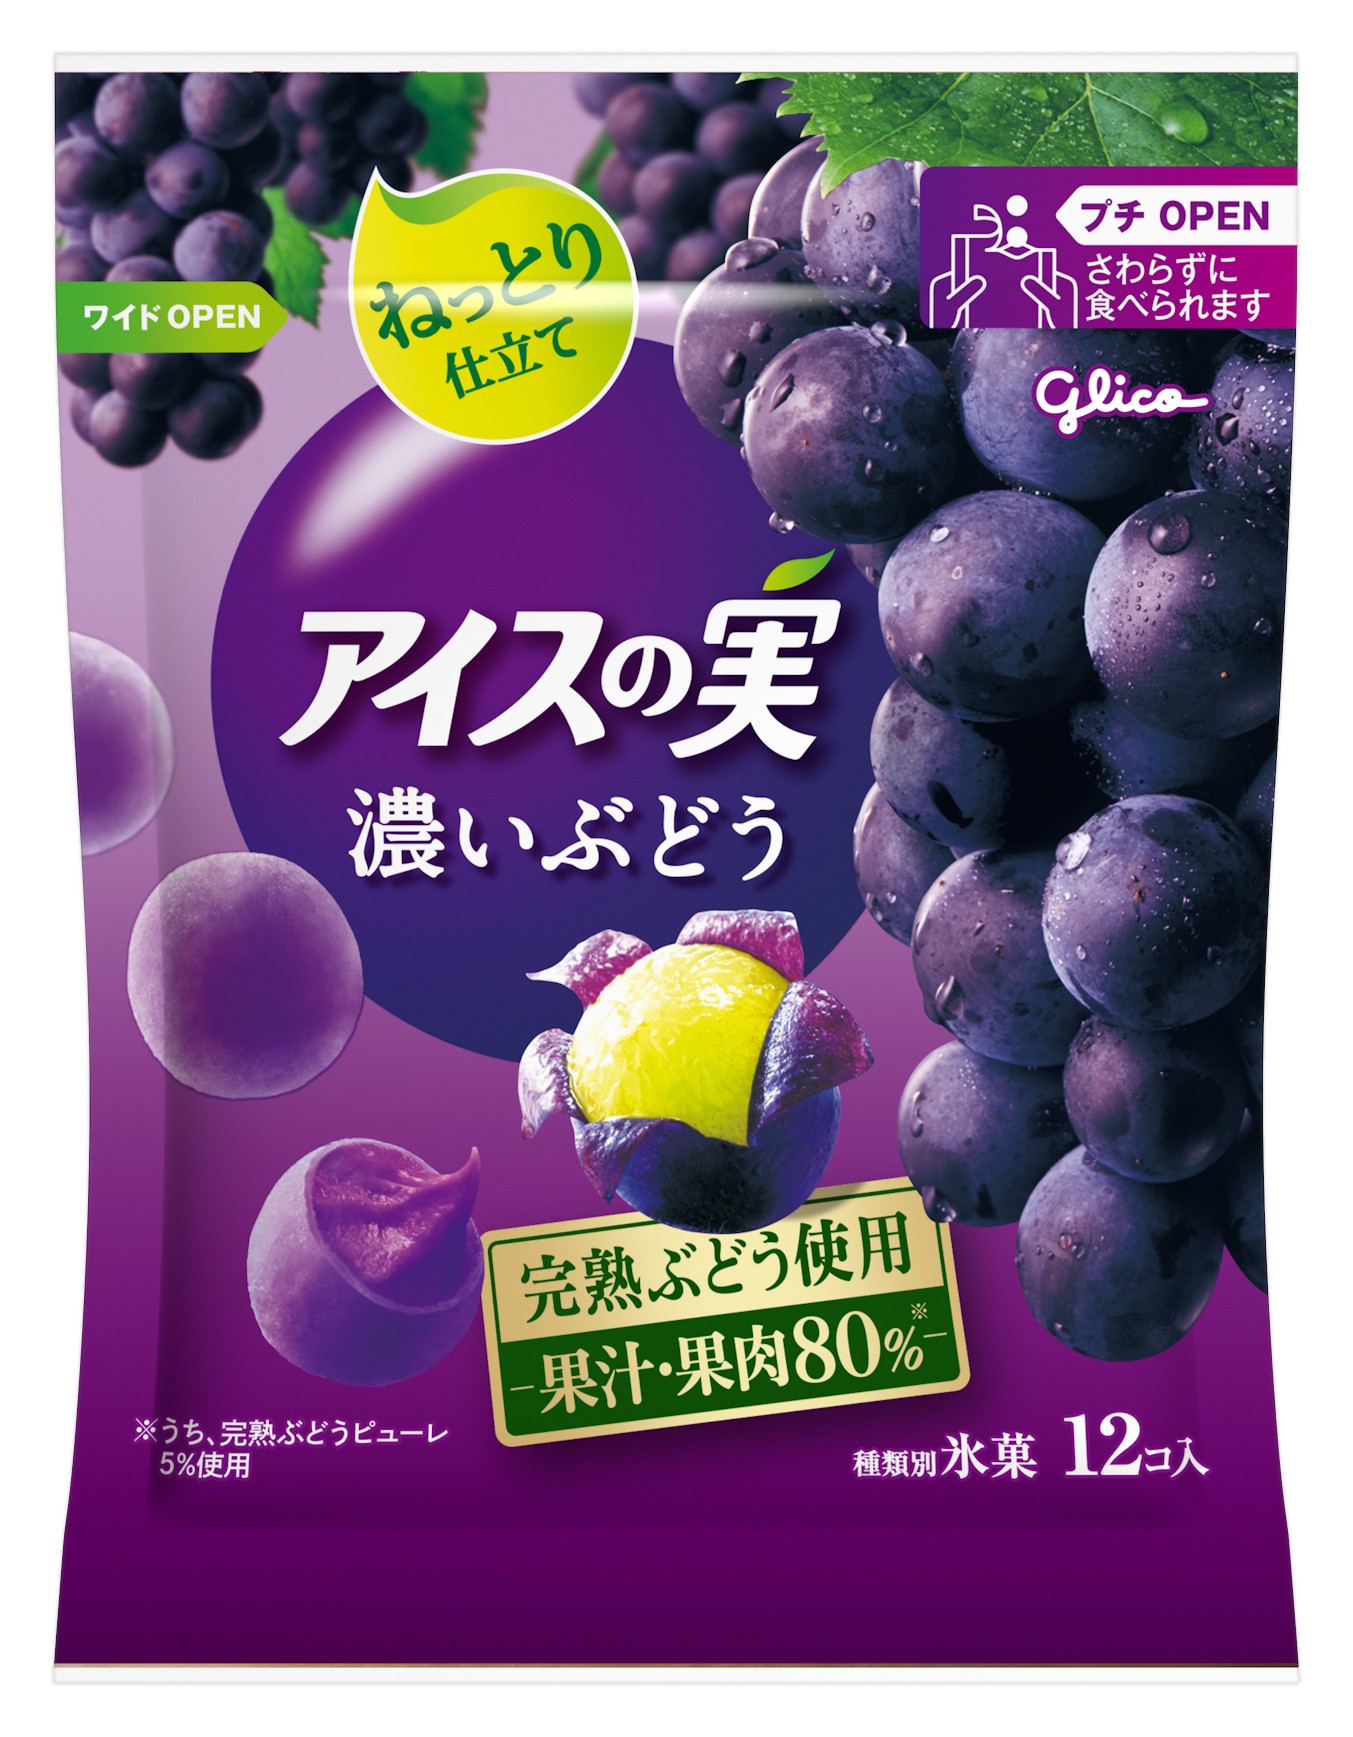 ねっとり
仕立て
プチ OPEN
さわらずに
食べられます
ワイドOPEN
glico
アイスの実
濃いぶどう
完熟ぶどう使用
果汁・果肉80%※
※うち、完熟ぶどうピューレ
5%使用
種類別氷菓 12コ入